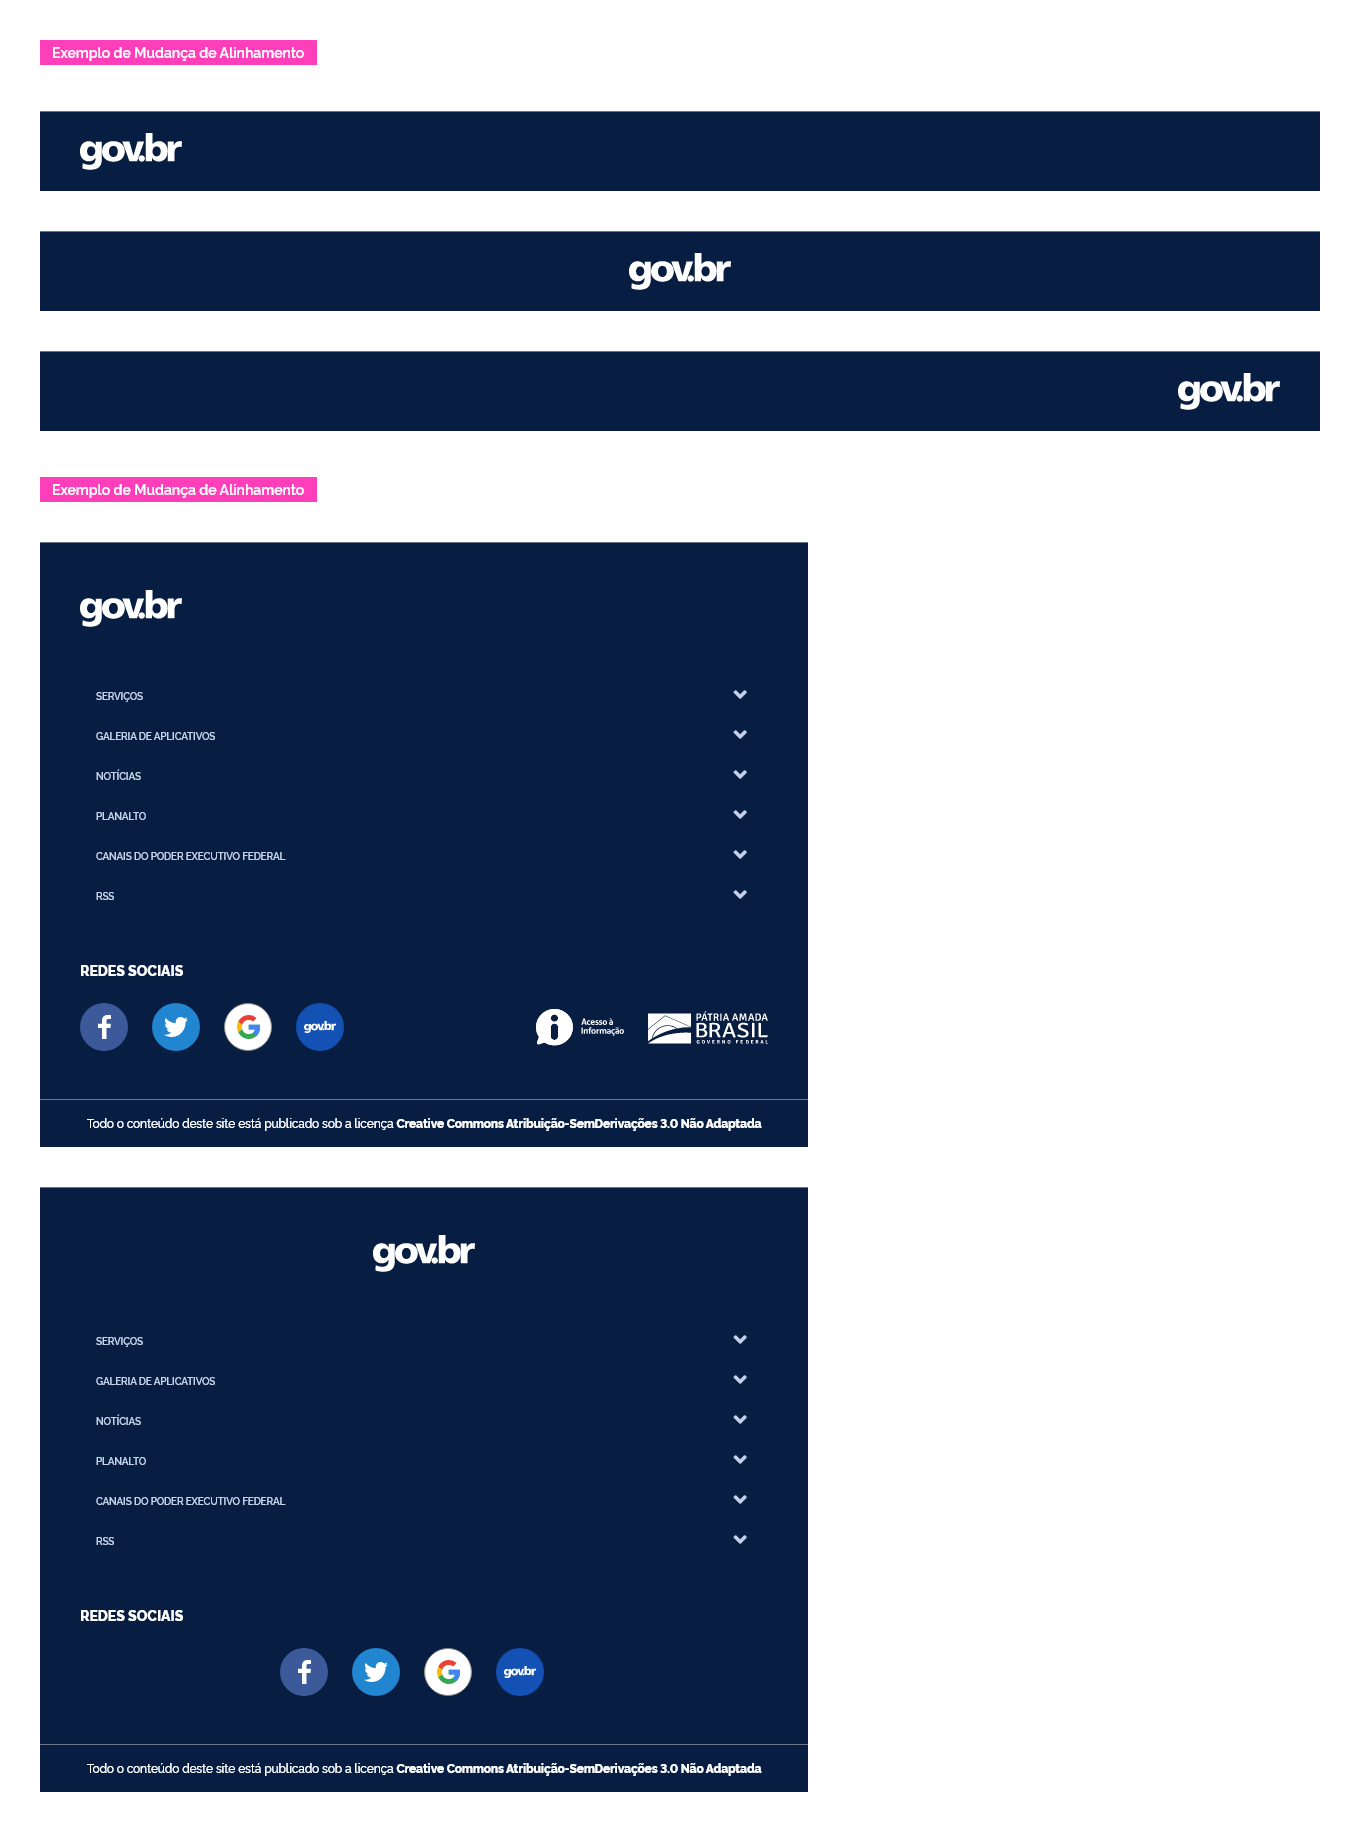 Exemplo de Mudança de Alinhamento
gov.br
gov.br
gov.br
Exemplo de Mudança de Alinhamento
gov.br
SERVIÇOS
GALERIA DE APLICATIVOS
NOTÍCIAS
PLANALTO
CANAIS DO PODER EXECUTIVO FEDERAL
RSS
REDES SOCIAIS
gov.br
Acesso à
Informação
PÁTRIA AMADA
BRASIL
GOVERNO FEDERAL
Todo o conteúdo deste site está publicado sob a licença Creative Commons Atribuição-SemDerivações 3.0 Não Adaptada
gov.br
SERVIÇOS
GALERIA DE APLICATIVOS
NOTÍCIAS
PLANALTO
CANAIS DO PODER EXECUTIVO FEDERAL
RSS
REDES SOCIAIS
gov.br
Todo o conteúdo deste site está publicado sob a licença Creative Commons Atribuição-SemDerivações 3.0 Não Adaptada